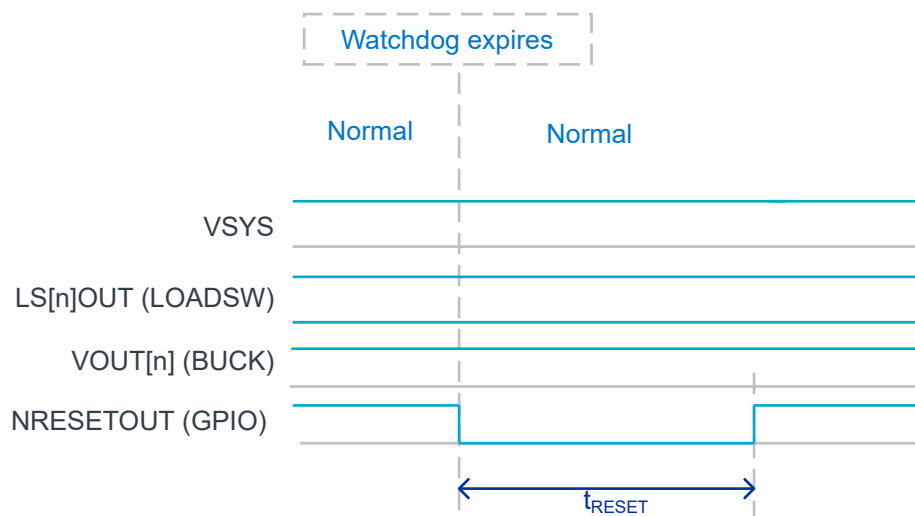 Watchdog expires
Normal
Normal
VSYS
LS[n]OUT (LOADSW)
VOUT[n] (BUCK)
NRESETOUT (GPIO)
tRESET